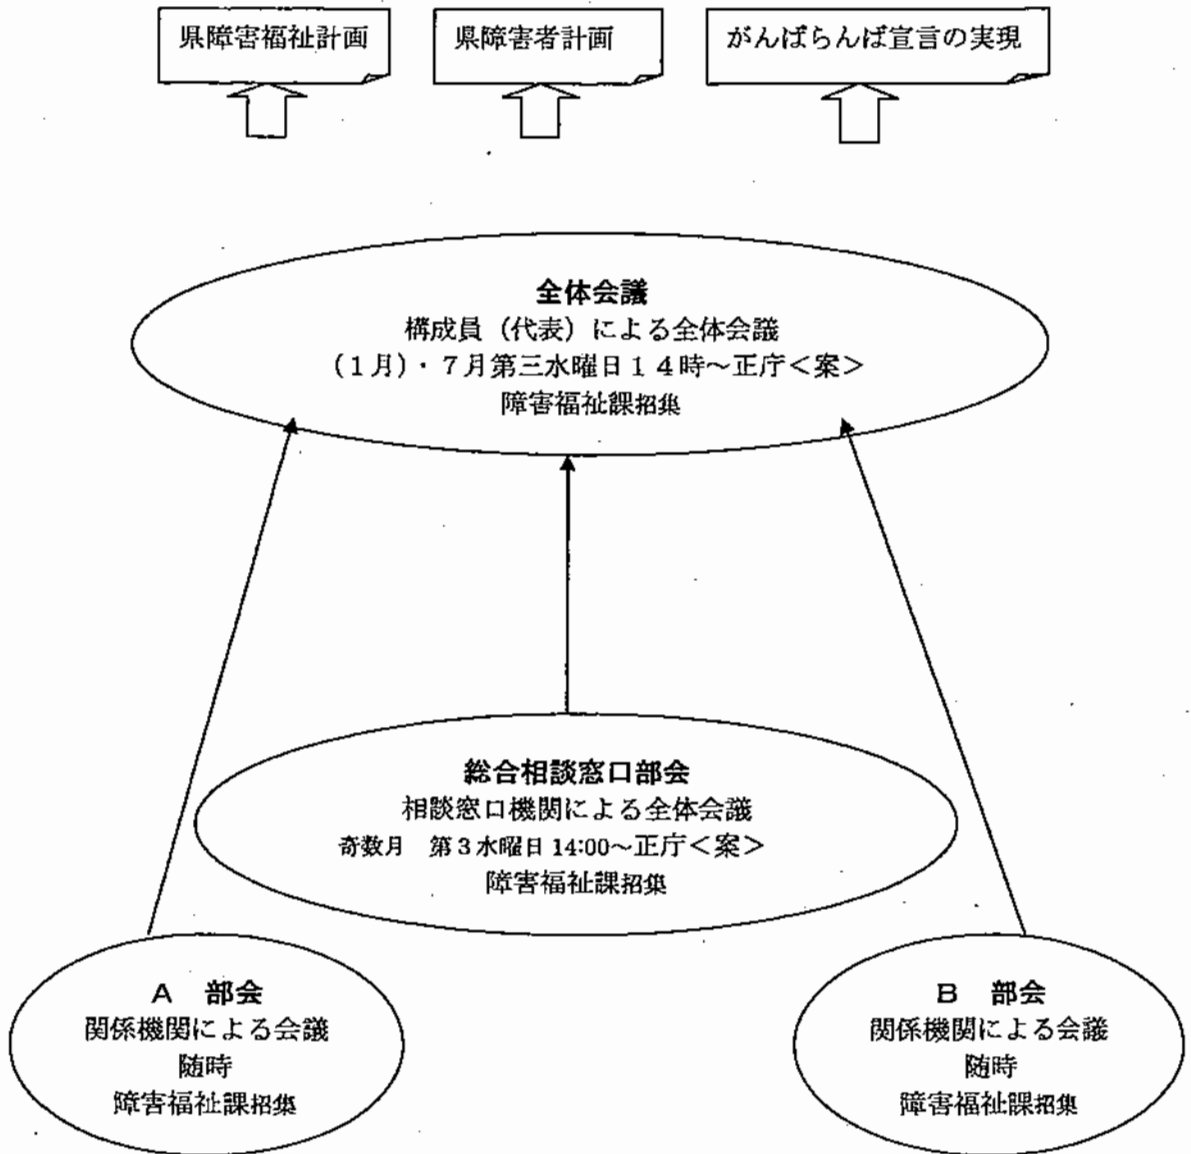 県障害福祉計画
県障害者計画
がんばらんば宣言の実現
全体会議
構成員（代表）による全体会議
(１月)・７月第三水曜日１４時～正庁＜案＞
障害福祉課招集
総合相談窓口部会
相談窓口機関による全体会議
奇数月　第３水曜日 14:00～正庁＜案＞
障害福祉課招集
Ａ　部会
関係機関による会議
随時
障害福祉課招集
Ｂ　部会
関係機関による会議
随時
障害福祉課招集